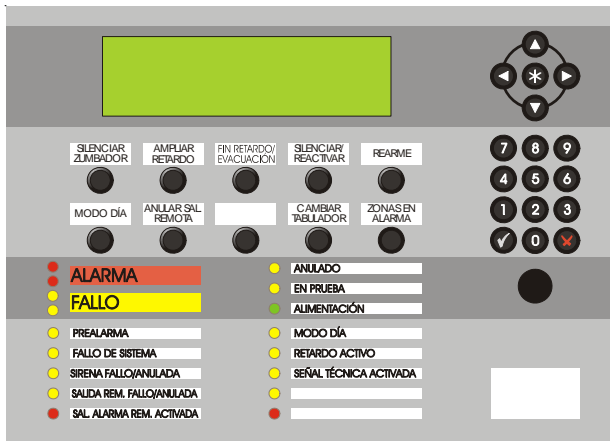 SILENCIAR
ZUMBADOR
AMPLIAR
RETARDO
FIN RETARDO/
EVACUACIÓN
SILENCIAR/
REACTIVAR
REARME
MODO DÍA
ANULAR SAL
REMOTA
CAMBIAR
TABULADOR
ZONAS EN
ALARMA
7 8 9
4 5 6
1 2 3
0
ALARMA
FALLO
PREALARMA
FALLO DE SISTEMA
SIRENA FALLO/ANULADA
SALIDA REM. FALLO/ANULADA
SAL. ALARMA REM. ACTIVADA
ANULADO
EN PRUEBA
ALIMENTACIÓN
MODO DÍA
RETARDO ACTIVO
SEÑAL TÉCNICA ACTIVADA